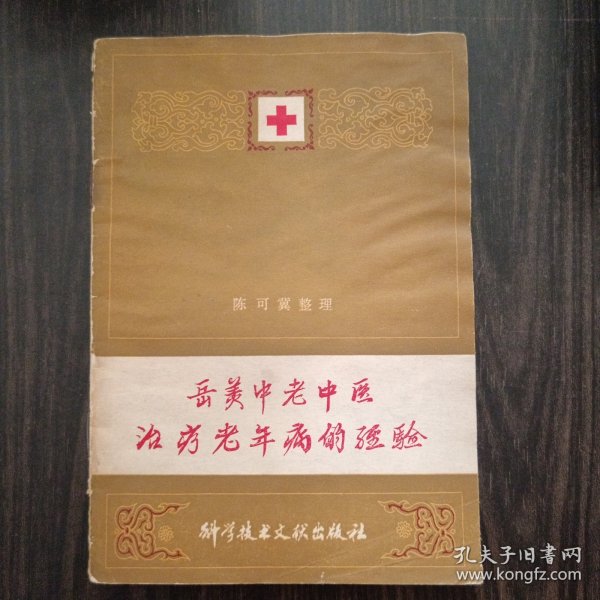 陈可冀整理
岳美中老中医
治疗老年病的经验
科学技术文献出版社
孔夫子旧书网
www.kongfz.com